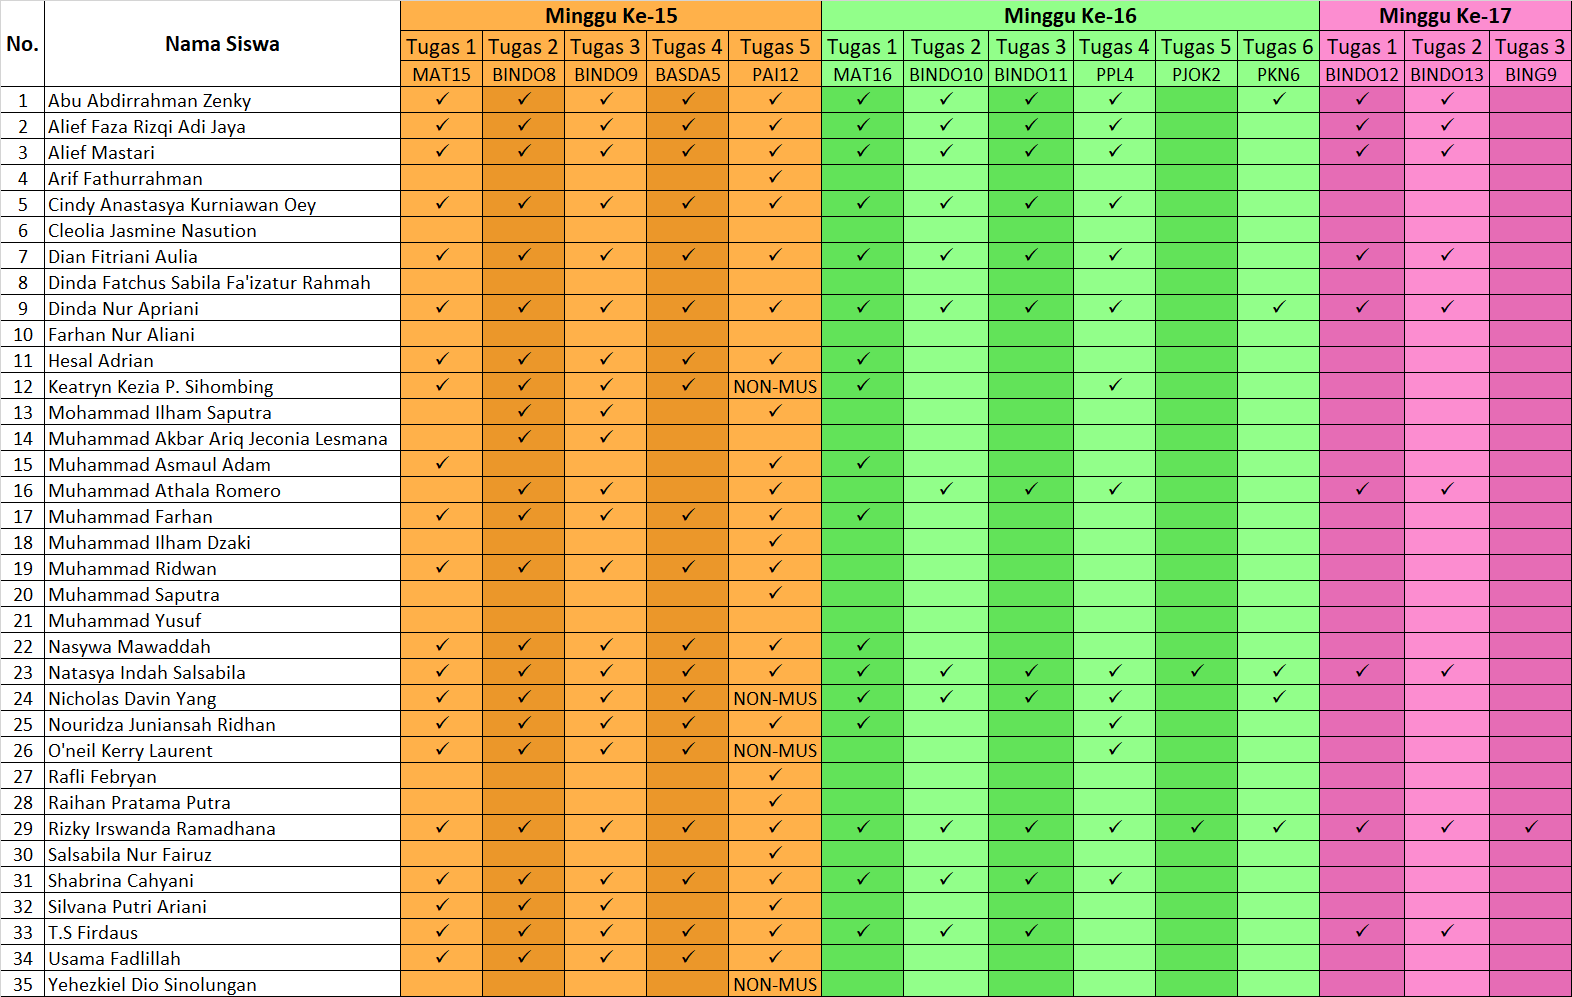 No. Nama Siswa Minggu Ke-15 Minggu Ke-16 Minggu Ke-17
Tugas 1 Tugas 2 Tugas 3 Tugas 4 Tugas 5 Tugas 1 Tugas 2 Tugas 3 Tugas 4 Tugas 5 Tugas 6 Tugas 1 Tugas 2 Tugas 3
MAT15 BINDO8 BINDO9 BASDA5 PAI12 MAT16 BINDO10 BINDO11 PPL4 PJOK2 PKN6 BINDO12 BINDO13 BING9
1 Abu Abdirrahman Zenky ✓ ✓ ✓ ✓ ✓ ✓ ✓ ✓ ✓ ✓ ✓ ✓
2 Alief Faza Rizqi Adi Jaya ✓ ✓ ✓ ✓ ✓ ✓ ✓ ✓ ✓ ✓ ✓
3 Alief Mastari ✓ ✓ ✓ ✓ ✓ ✓ ✓ ✓ ✓ ✓ ✓
4 Arif Fathurrahman ✓
5 Cindy Anastasya Kurniawan Oey ✓ ✓ ✓ ✓ ✓ ✓ ✓ ✓ ✓
6 Cleolia Jasmine Nasution
7 Dian Fitriani Aulia ✓ ✓ ✓ ✓ ✓ ✓ ✓ ✓ ✓ ✓ ✓
8 Dinda Fatchus Sabila Fa'izatur Rahmah
9 Dinda Nur Apriani ✓ ✓ ✓ ✓ ✓ ✓ ✓ ✓ ✓ ✓ ✓ ✓
10 Farhan Nur Aliani
11 Hesal Adrian ✓ ✓ ✓ ✓ ✓ ✓
12 Keatryn Kezia P. Sihombing ✓ ✓ ✓ ✓ NON-MUS ✓ ✓
13 Mohammad Ilham Saputra ✓ ✓ ✓
14 Muhammad Akbar Ariq Jeconia Lesmana ✓ ✓
15 Muhammad Asmaul Adam ✓ ✓ ✓
16 Muhammad Athala Romero ✓ ✓ ✓ ✓ ✓ ✓ ✓ ✓
17 Muhammad Farhan ✓ ✓ ✓ ✓ ✓ ✓
18 Muhammad Ilham Dzaki ✓
19 Muhammad Ridwan ✓ ✓ ✓ ✓ ✓
20 Muhammad Saputra ✓
21 Muhammad Yusuf
22 Nasywa Mawaddah ✓ ✓ ✓ ✓ ✓ ✓
23 Natasya Indah Salsabila ✓ ✓ ✓ ✓ ✓ ✓ ✓ ✓ ✓ ✓ ✓ ✓ ✓
24 Nicholas Davin Yang ✓ ✓ ✓ ✓ NON-MUS ✓ ✓ ✓ ✓ ✓
25 Nouridza Juniansah Ridhan ✓ ✓ ✓ ✓ ✓ ✓ ✓
26 O'neil Kerry Laurent ✓ ✓ ✓ ✓ NON-MUS ✓
27 Rafli Febryan ✓
28 Raihan Pratama Putra ✓
29 Rizky Irswanda Ramadhana ✓ ✓ ✓ ✓ ✓ ✓ ✓ ✓ ✓ ✓ ✓ ✓ ✓ ✓
30 Salsabila Nur Fairuz ✓
31 Shabrina Cahyani ✓ ✓ ✓ ✓ ✓ ✓ ✓ ✓ ✓
32 Silvana Putri Ariani ✓ ✓ ✓ ✓
33 T.S Firdaus ✓ ✓ ✓ ✓ ✓ ✓ ✓ ✓ ✓ ✓
34 Usama Fadlillah ✓ ✓ ✓ ✓ ✓
35 Yehezkiel Dio Sinolungan NON-MUS